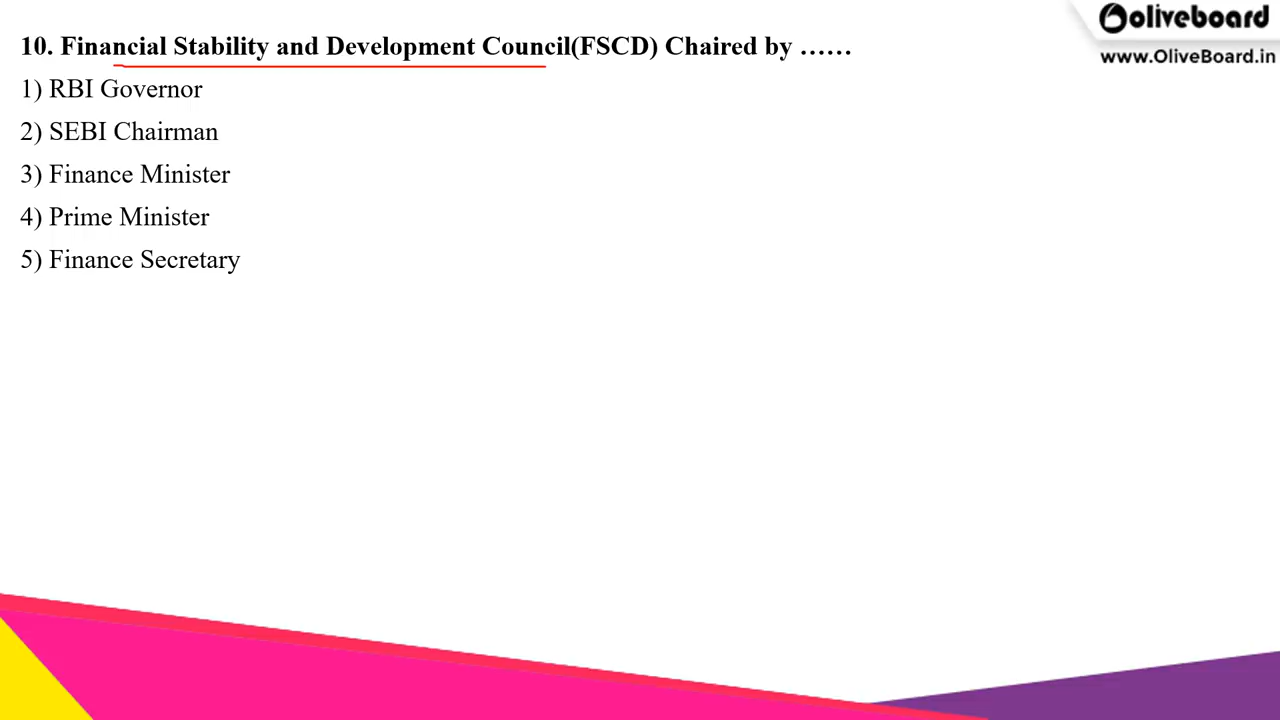 10. Financial Stability and Development Council(FSCD) Chaired by ……
1) RBI Governor
2) SEBI Chairman
3) Finance Minister
4) Prime Minister
5) Finance Secretary
oliveboard
www.OliveBoard.in